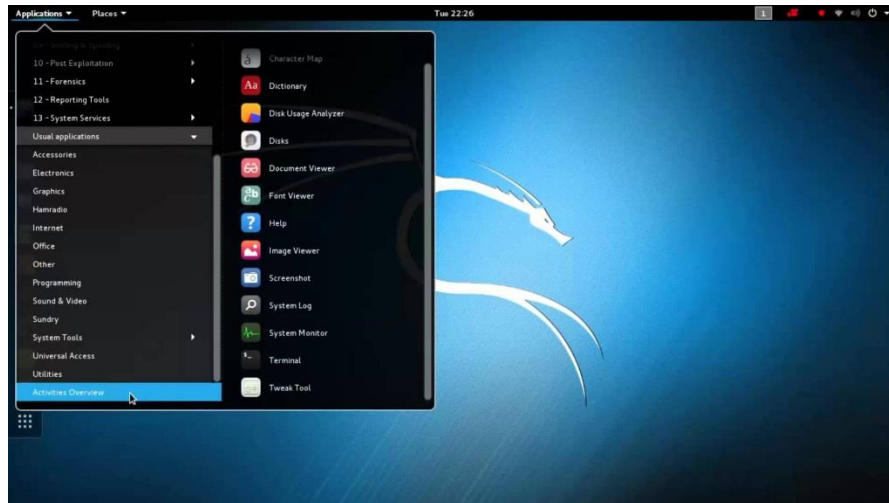 Applications Places Tue 22:26 1
09 - Sniffing & Spoofing
10 - Post Exploitation
11 - Forensics
12 - Reporting Tools
13 - System Services
Usual applications
Accessories
Electronics
Graphics
Hamradio
Internet
Office
Other
Programming
Sound & Video
Sundry
System Tools
Universal Access
Utilities
Activities Overview
Character Map
Dictionary
Disk Usage Analyzer
Disks
Document Viewer
Font Viewer
Help
Image Viewer
Screenshot
System Log
System Monitor
Terminal
Tweak Tool